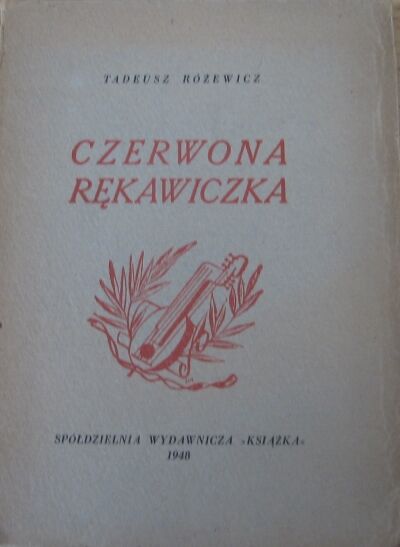 TADEUSZ RÓŻEWICZ
CZERWONA
RĘKAWICZKA
SPÓŁDZIELNIA WYDAWNICZA »KSIĄŻKA«
1948